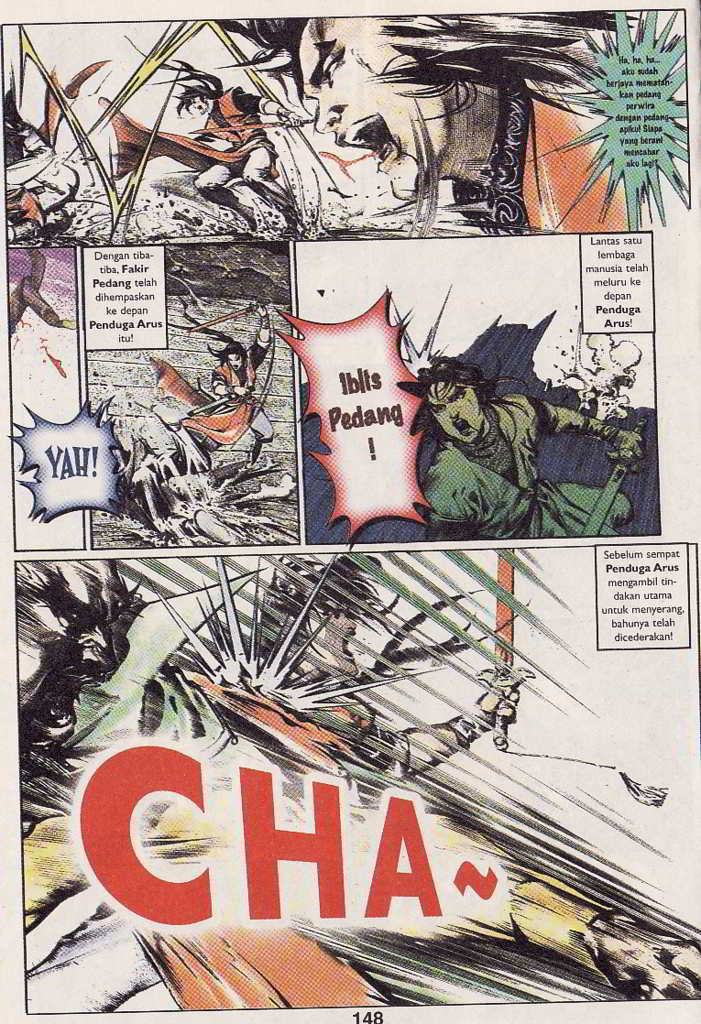 Ha, ha, ha...
aku sudah
berjaya mematah-
kan pedang
perwira
dengan pedang
apiku! Siapa
yang berani
mencabar
aku lagi?
Dengan tiba-
tiba, Fakir
Pedang telah
dihempaskan
ke depan
Penduga Arus
itu!
YAH!
Iblis
Pedang
!
Lantas satu
lembaga
manusia telah
meluru ke
depan
Penduga
Arus!
Sebelum sempat
Penduga Arus
mengambil tin-
dakan utama
untuk menyerang,
bahunya telah
dicederakan!
CHA~
148